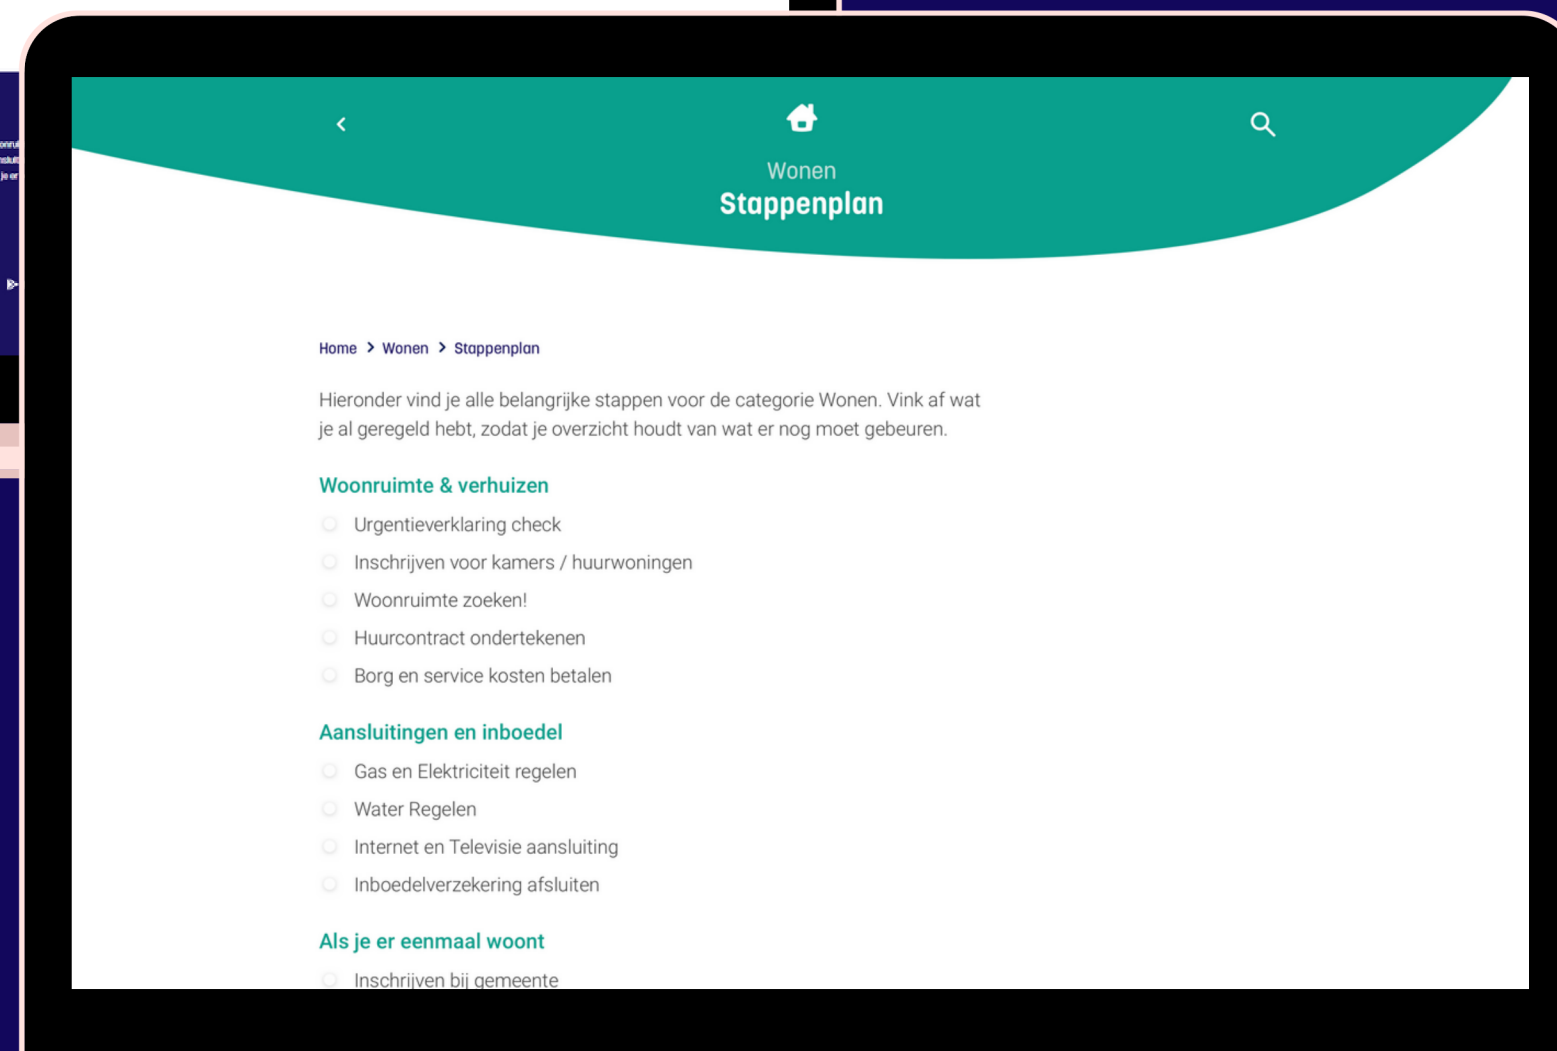 Wonen
Stappenplan
Home > Wonen > Stappenplan
Hieronder vind je alle belangrijke stappen voor de categorie Wonen. Vink af wat
je al geregeld hebt, zodat je overzicht houdt van wat er nog moet gebeuren.
Woonruimte & verhuizen
Urgentieverklaring check
Inschrijven voor kamers / huurwoningen
Woonruimte zoeken!
Huurcontract ondertekenen
Borg en service kosten betalen
Aansluitingen en inboedel
Gas en Elektriciteit regelen
Water Regelen
Internet en Televisie aansluiting
Inboedelverzekering afsluiten
Als je er eenmaal woont
Inschrijven bij gemeente